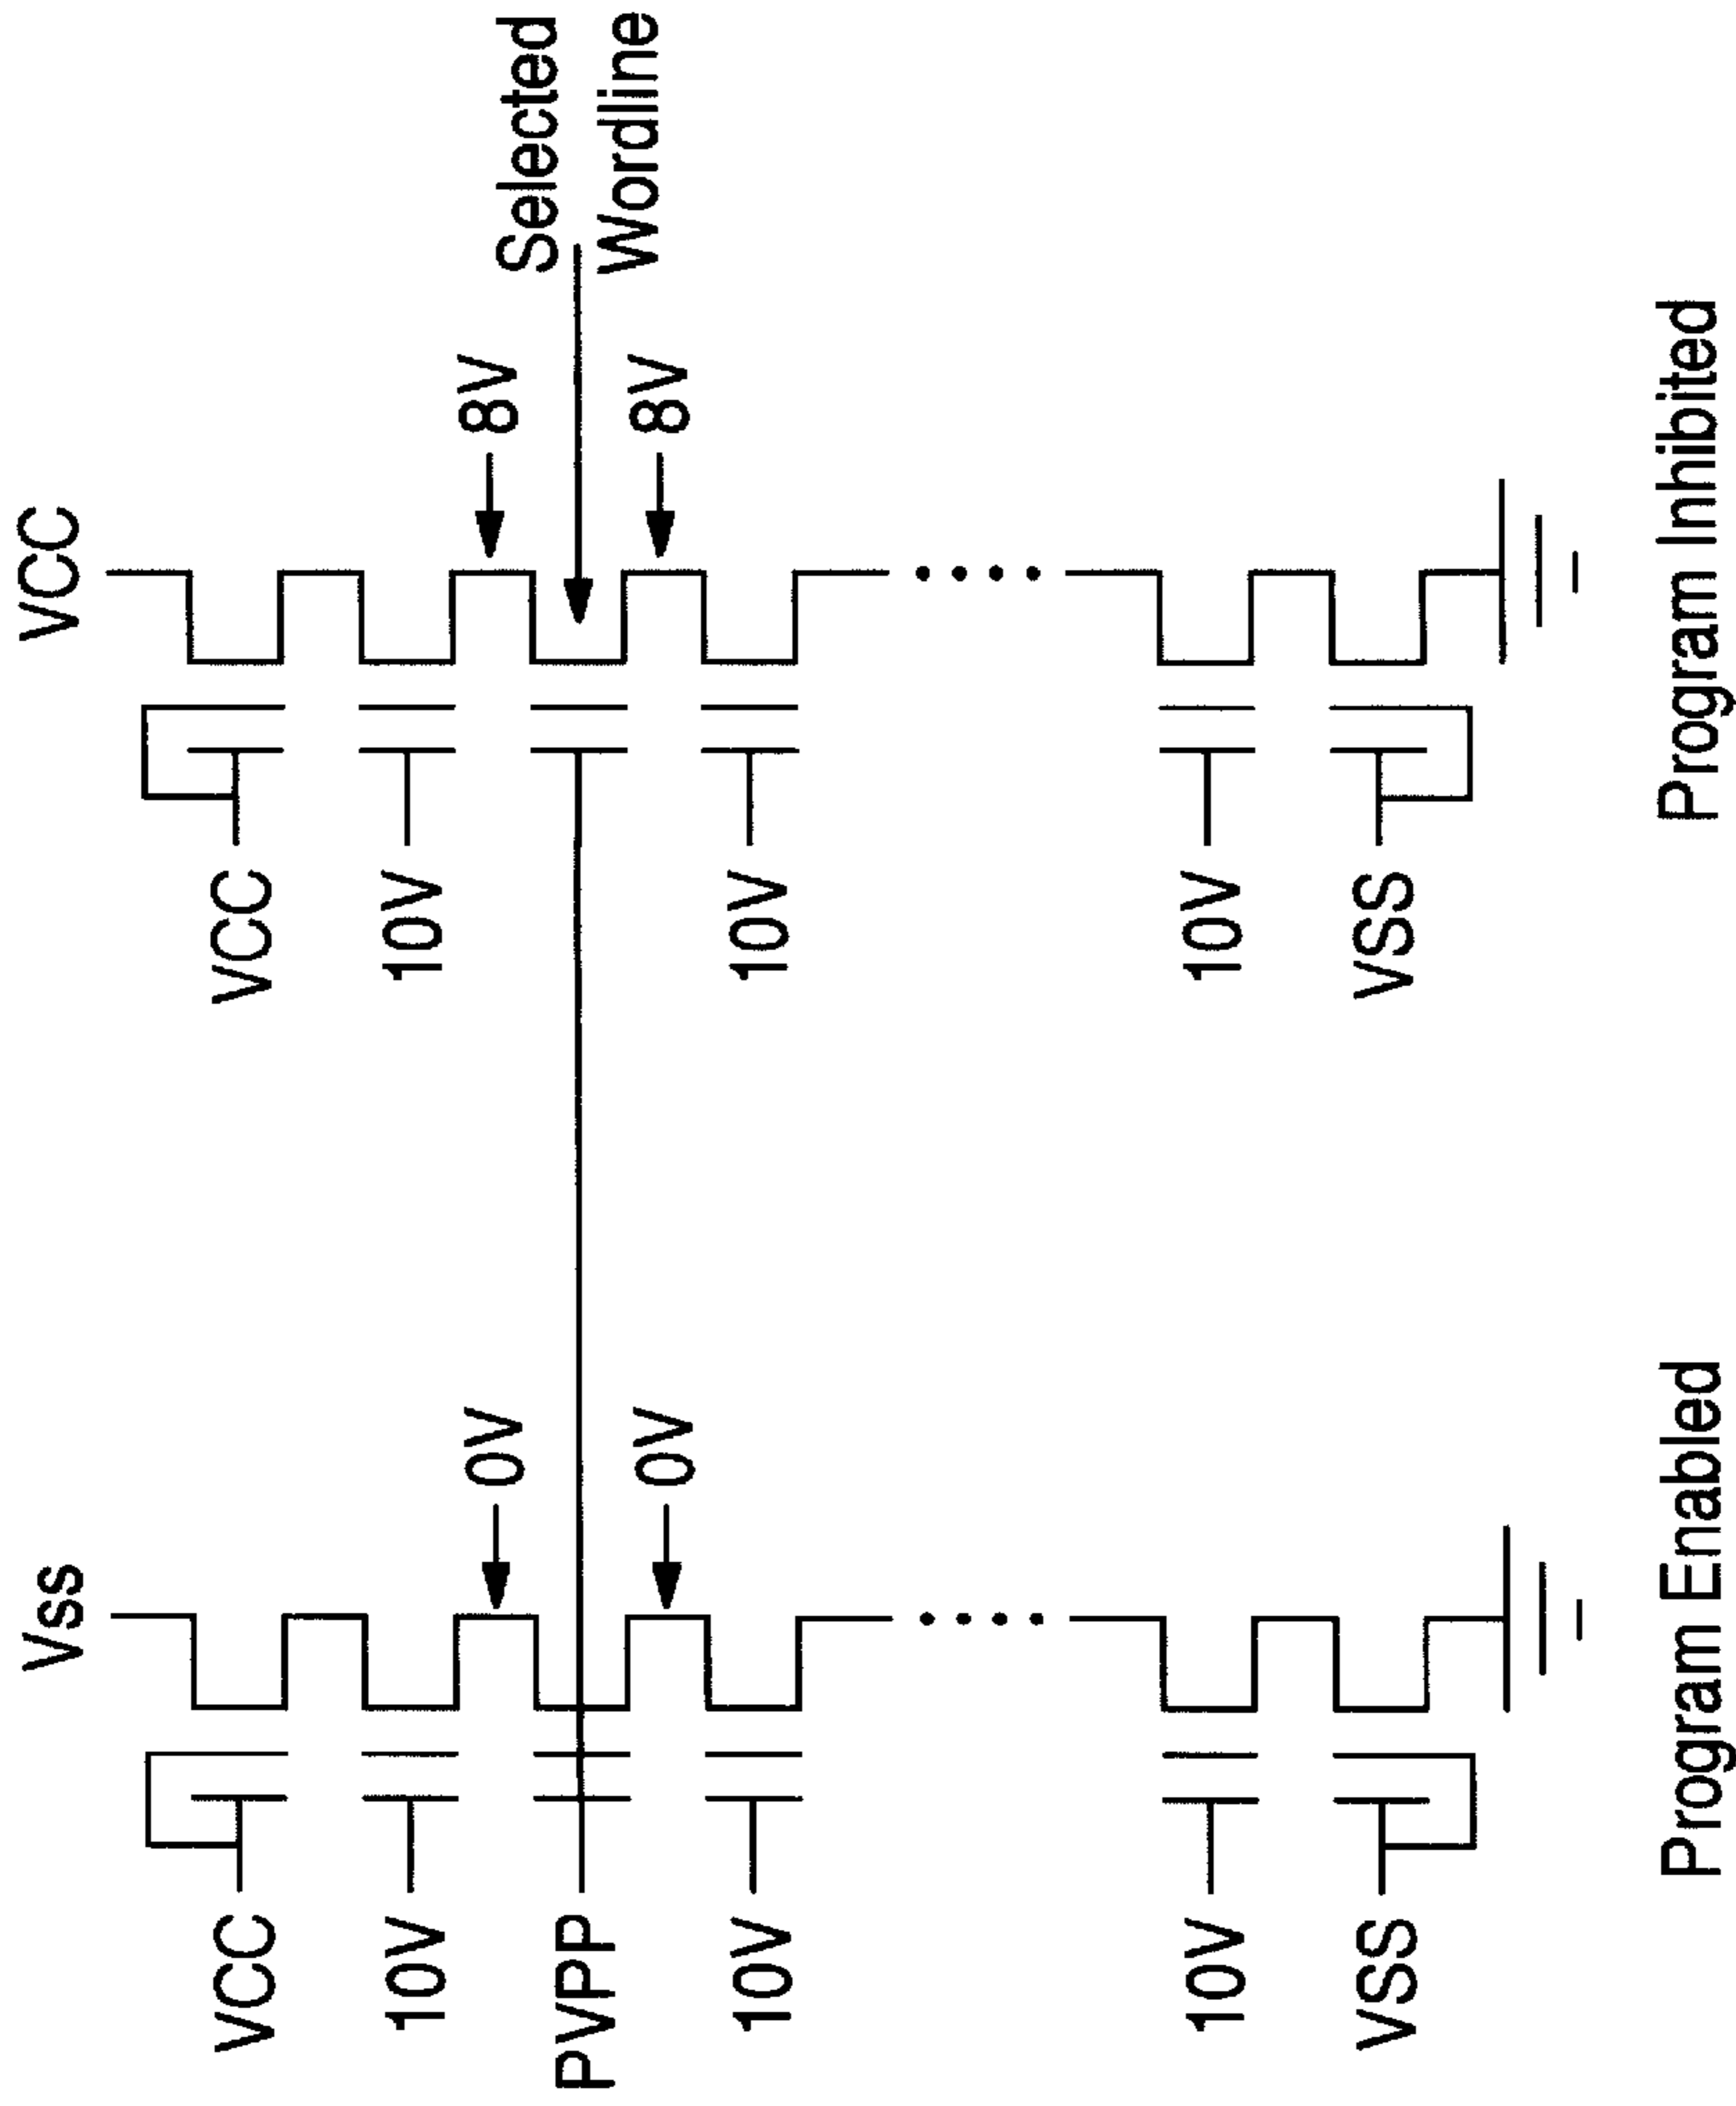 Vss
VCC
VCC
VCC
10V
10V
0V
8V
Selected
Wordline
PVPP
0V
8V
10V
10V
10V
10V
VSS
VSS
Program Enabled
Program Inhibited